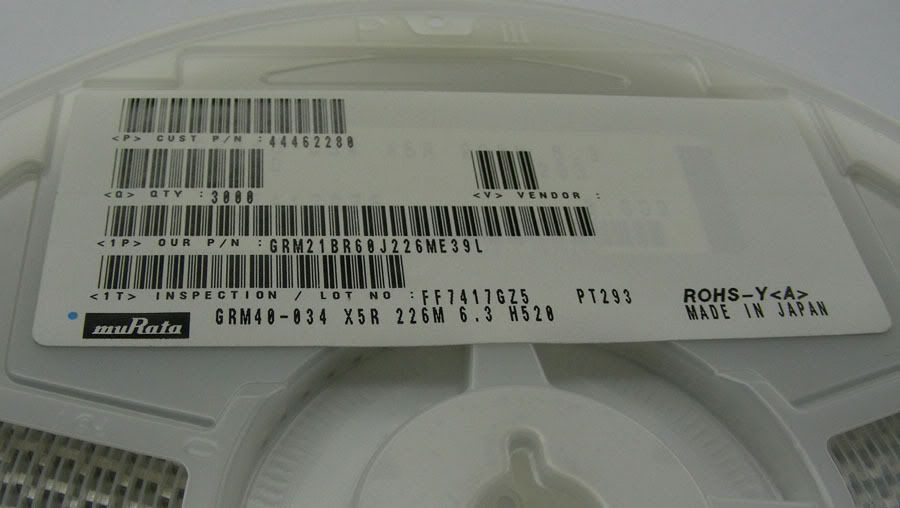 <P> CUST P/N :44462280
<Q> QTY :3000
<V> VENDOR :
<1P> OUR P/N :GRM21BR60J226ME39L
<1T> INSPECTION / LOT NO :FF7417GZ5 PT293 ROHS-Y<A>
muRata GRM40-034 X5R 226M 6.3 H520 MADE IN JAPAN